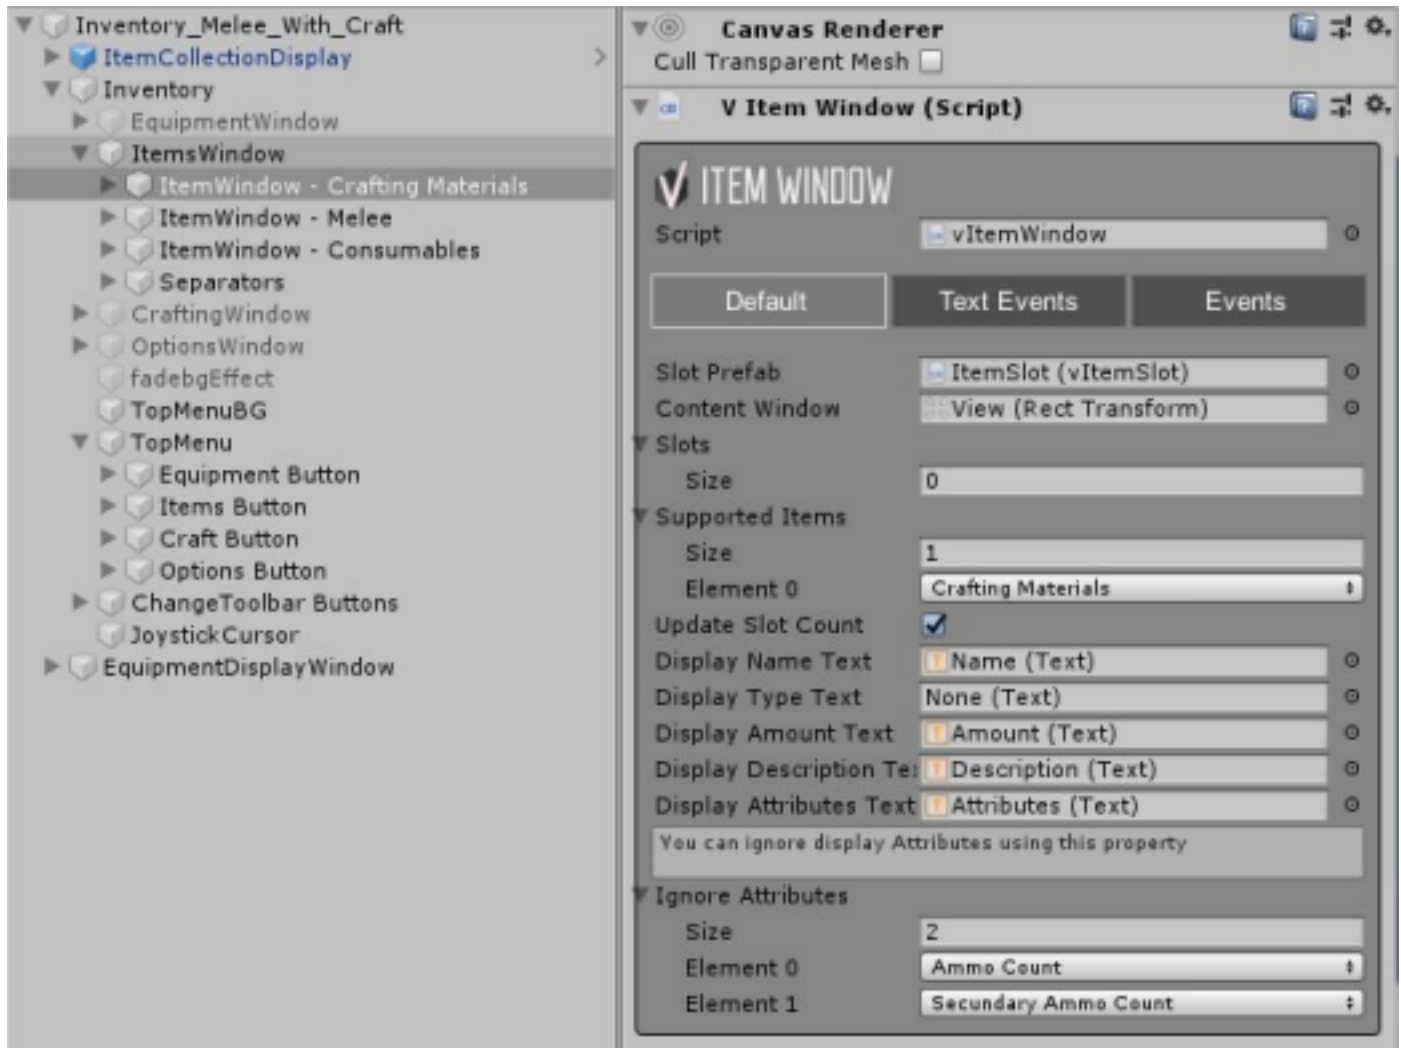 Inventory_Melee_With_Craft
ItemCollectionDisplay
Inventory
EquipmentWindow
ItemsWindow
ItemWindow - Crafting Materials
ItemWindow - Melee
ItemWindow - Consumables
Separators
CraftingWindow
OptionsWindow
fadebgEffect
TopMenuBG
TopMenu
Equipment Button
Items Button
Craft Button
Options Button
ChangeToolbar Buttons
JoystickCursor
EquipmentDisplayWindow
Canvas Renderer
Cull Transparent Mesh
V Item Window (Script)
ITEM WINDOW
Script vItemWindow
Default Text Events Events
Slot Prefab ItemSlot (vItemSlot)
Content Window View (Rect Transform)
Slots
Size 0
Supported Items
Size 1
Element 0 Crafting Materials
Update Slot Count
Display Name Text Name (Text)
Display Type Text None (Text)
Display Amount Text Amount (Text)
Display Description Te Description (Text)
Display Attributes Text Attributes (Text)
You can ignore display Attributes using this property
Ignore Attributes
Size 2
Element 0 Ammo Count
Element 1 Secundary Ammo Count